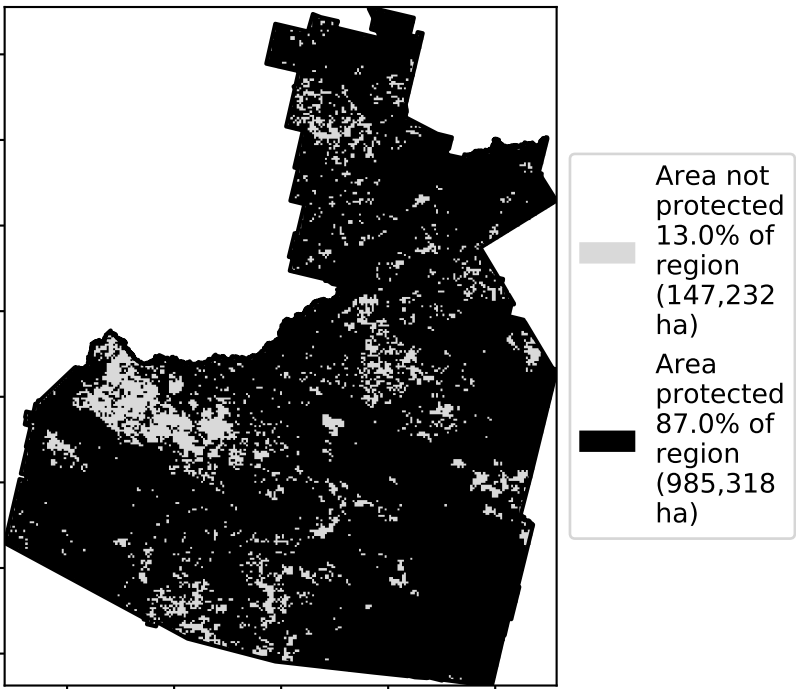 Area not
protected
13.0% of
region
(147,232
ha)
Area
protected
87.0% of
region
(985,318
ha)